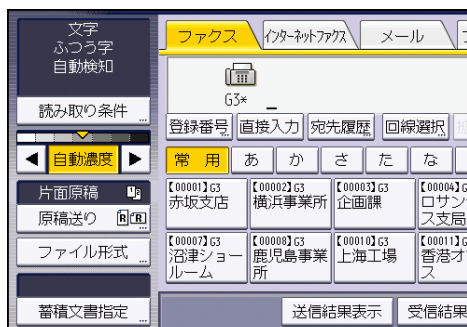 文字
ふつう字
自動検知
読み取り条件
自動濃度
片面原稿
原稿送り
ファイル形式
蓄積文書指定
ファクス
インターネットファクス
メール
G3*
登録番号
直接入力
宛先履歴
回線選択
常用
あ
か
さ
た
な
【00001】G3
赤坂支店
【00002】G3
横浜事業所
【00003】G3
企画課
【00004】G
ロサン
ス支局
【00007】G3
沼津ショー
ルーム
【00008】G3
鹿児島事業
所
【00010】G3
上海工場
【00011】G
香港オ
ス
送信結果表示
受信結果